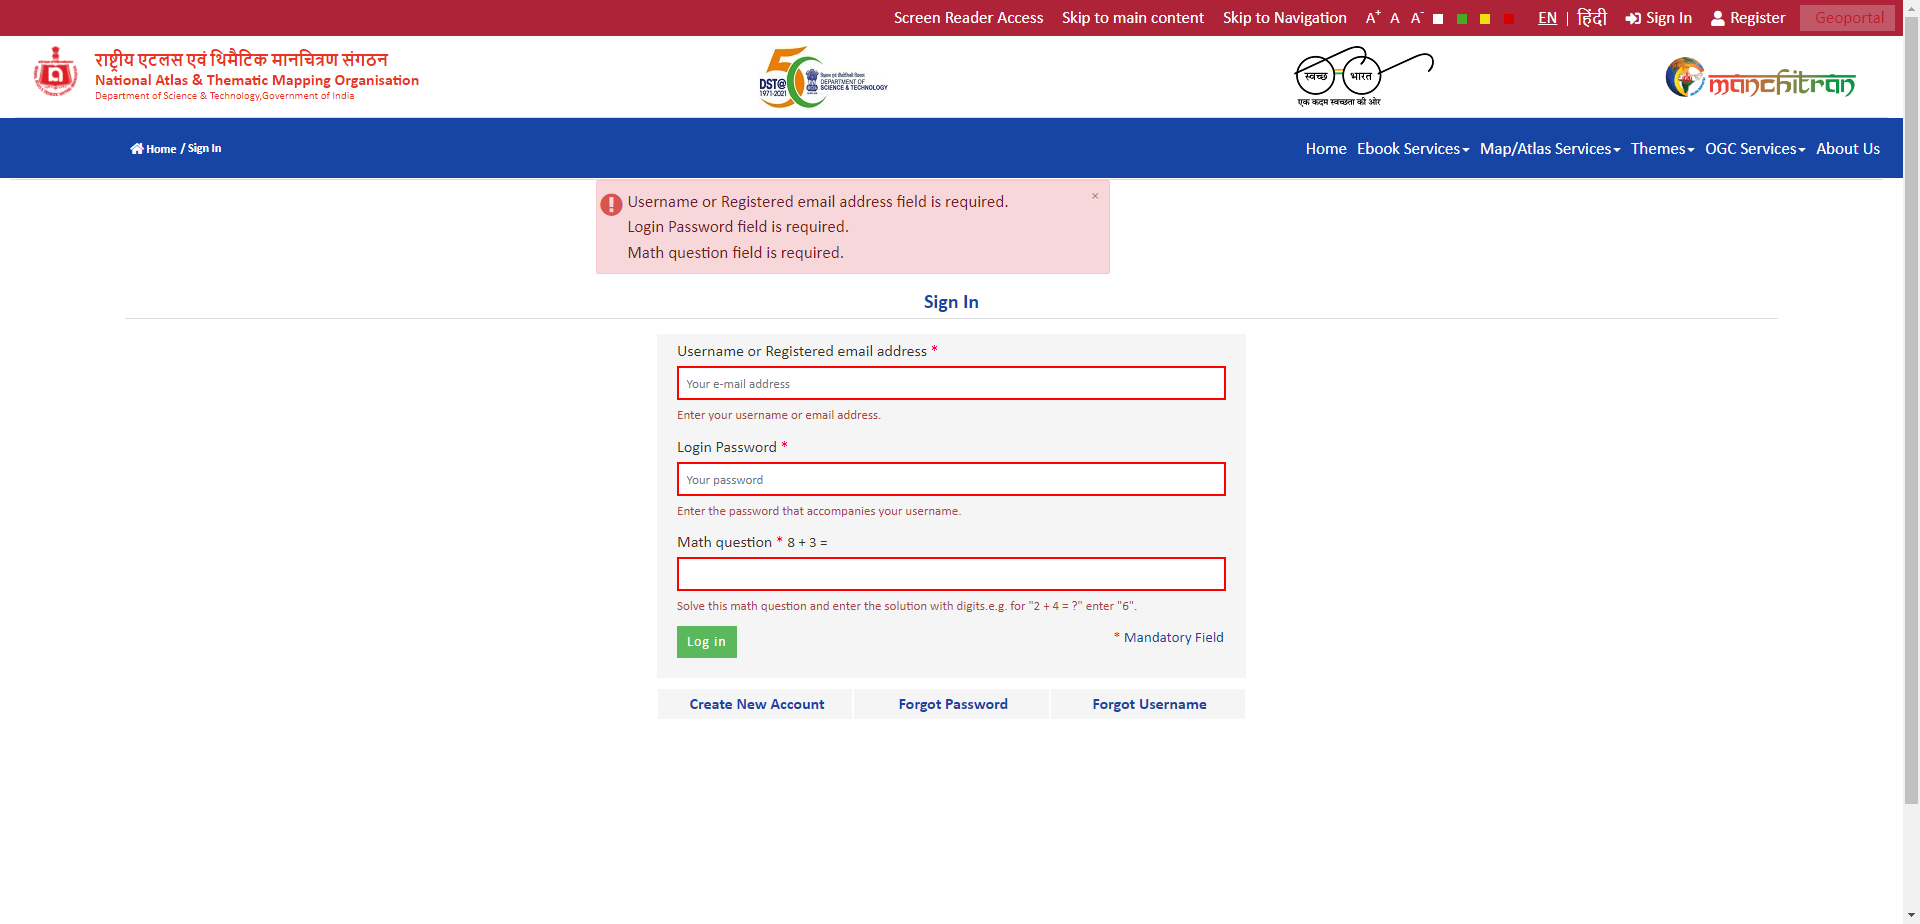 Screen Reader Access Skip to main content Skip to Navigation A+ A A- EN | हिंदी Sign In Register Geoportal
राष्ट्रीय एटलस एवं थिमैटिक मानचित्रण संगठन
National Atlas & Thematic Mapping Organisation
Department of Science & Technology,Government of India
50
DST@
1971-2021
विज्ञान एवं प्रौद्योगिकी विभाग
DEPARTMENT OF
SCIENCE & TECHNOLOGY
स्वच्छ भारत
एक कदम स्वच्छता की ओर
manchitran
Home / Sign In
Home Ebook Services Map/Atlas Services Themes OGC Services About Us
Username or Registered email address field is required. ×
Login Password field is required.
Math question field is required.
Sign In
Username or Registered email address *
Your e-mail address
Enter your username or email address.
Login Password *
Your password
Enter the password that accompanies your username.
Math question * 8 + 3 =
Solve this math question and enter the solution with digits.e.g. for "2 + 4 = ?" enter "6".
Log in * Mandatory Field
Create New Account Forgot Password Forgot Username